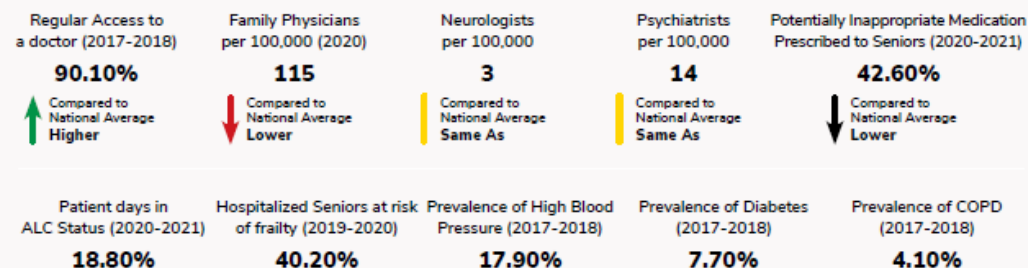 Regular Access to
a doctor (2017-2018)
90.10%
Compared to
National Average
Higher
Family Physicians
per 100,000 (2020)
115
Compared to
National Average
Lower
Neurologists
per 100,000
3
Compared to
National Average
Same As
Psychiatrists
per 100,000
14
Compared to
National Average
Same As
Potentially Inappropriate Medication
Prescribed to Seniors (2020-2021)
42.60%
Compared to
National Average
Lower
Patient days in
ALC Status (2020-2021)
18.80%
Hospitalized Seniors at risk
of frailty (2019-2020)
40.20%
Prevalence of High Blood
Pressure (2017-2018)
17.90%
Prevalence of Diabetes
(2017-2018)
7.70%
Prevalence of COPD
(2017-2018)
4.10%